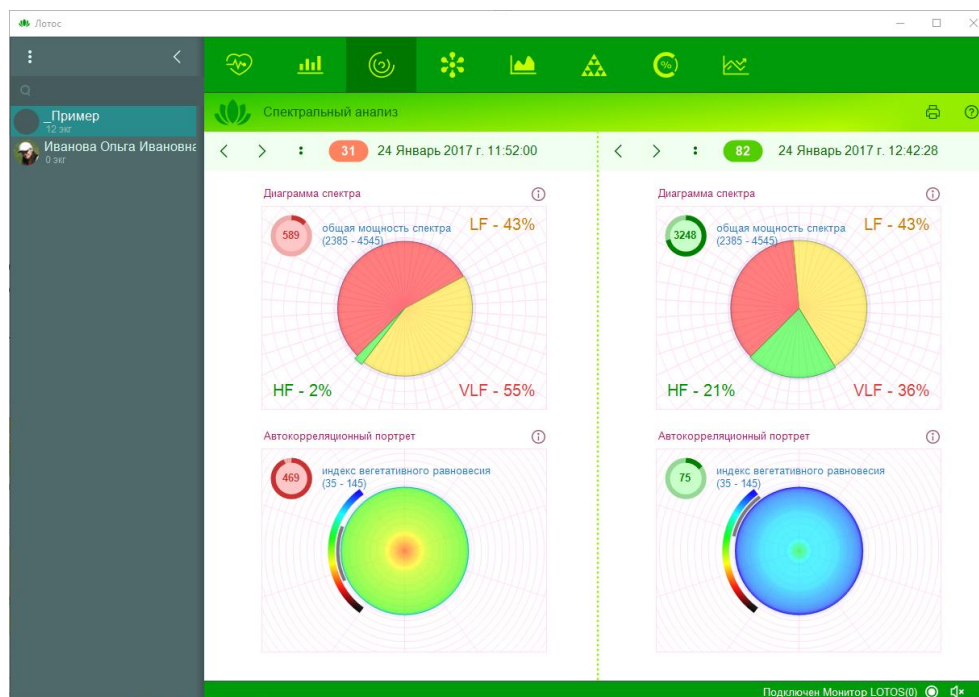 Лотос
_Пример
12 экг
Иванова Ольга Ивановна
0 экг
Спектральный анализ
31
24 Январь 2017 г. 11:52:00
Диаграмма спектра
589
общая мощность спектра
(2385 - 4545)
LF - 43%
HF - 2%
VLF - 55%
Автокорреляционный портрет
469
индекс вегетативного равновесия
(35 - 145)
82
24 Январь 2017 г. 12:42:28
Диаграмма спектра
3248
общая мощность спектра
(2385 - 4545)
LF - 43%
HF - 21%
VLF - 36%
Автокорреляционный портрет
75
индекс вегетативного равновесия
(35 - 145)
Подключен Монитор LOTOS(0)